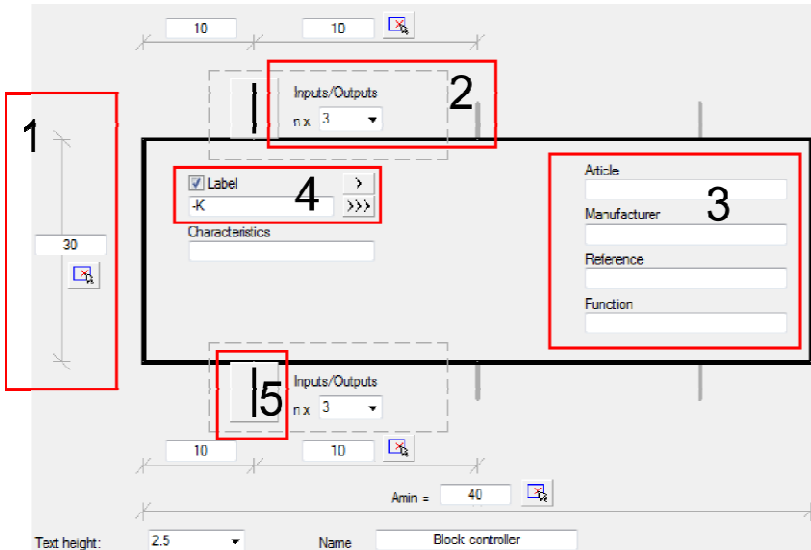 10 10
Inputs/Outputs
2
n x 3
1
Label >
-K >>>
4
Characteristics
Article
Manufacturer
3
Reference
Function
30
Inputs/Outputs
5
n x 3
10 10
Amin = 40
Text height: 2.5 Name Block controller